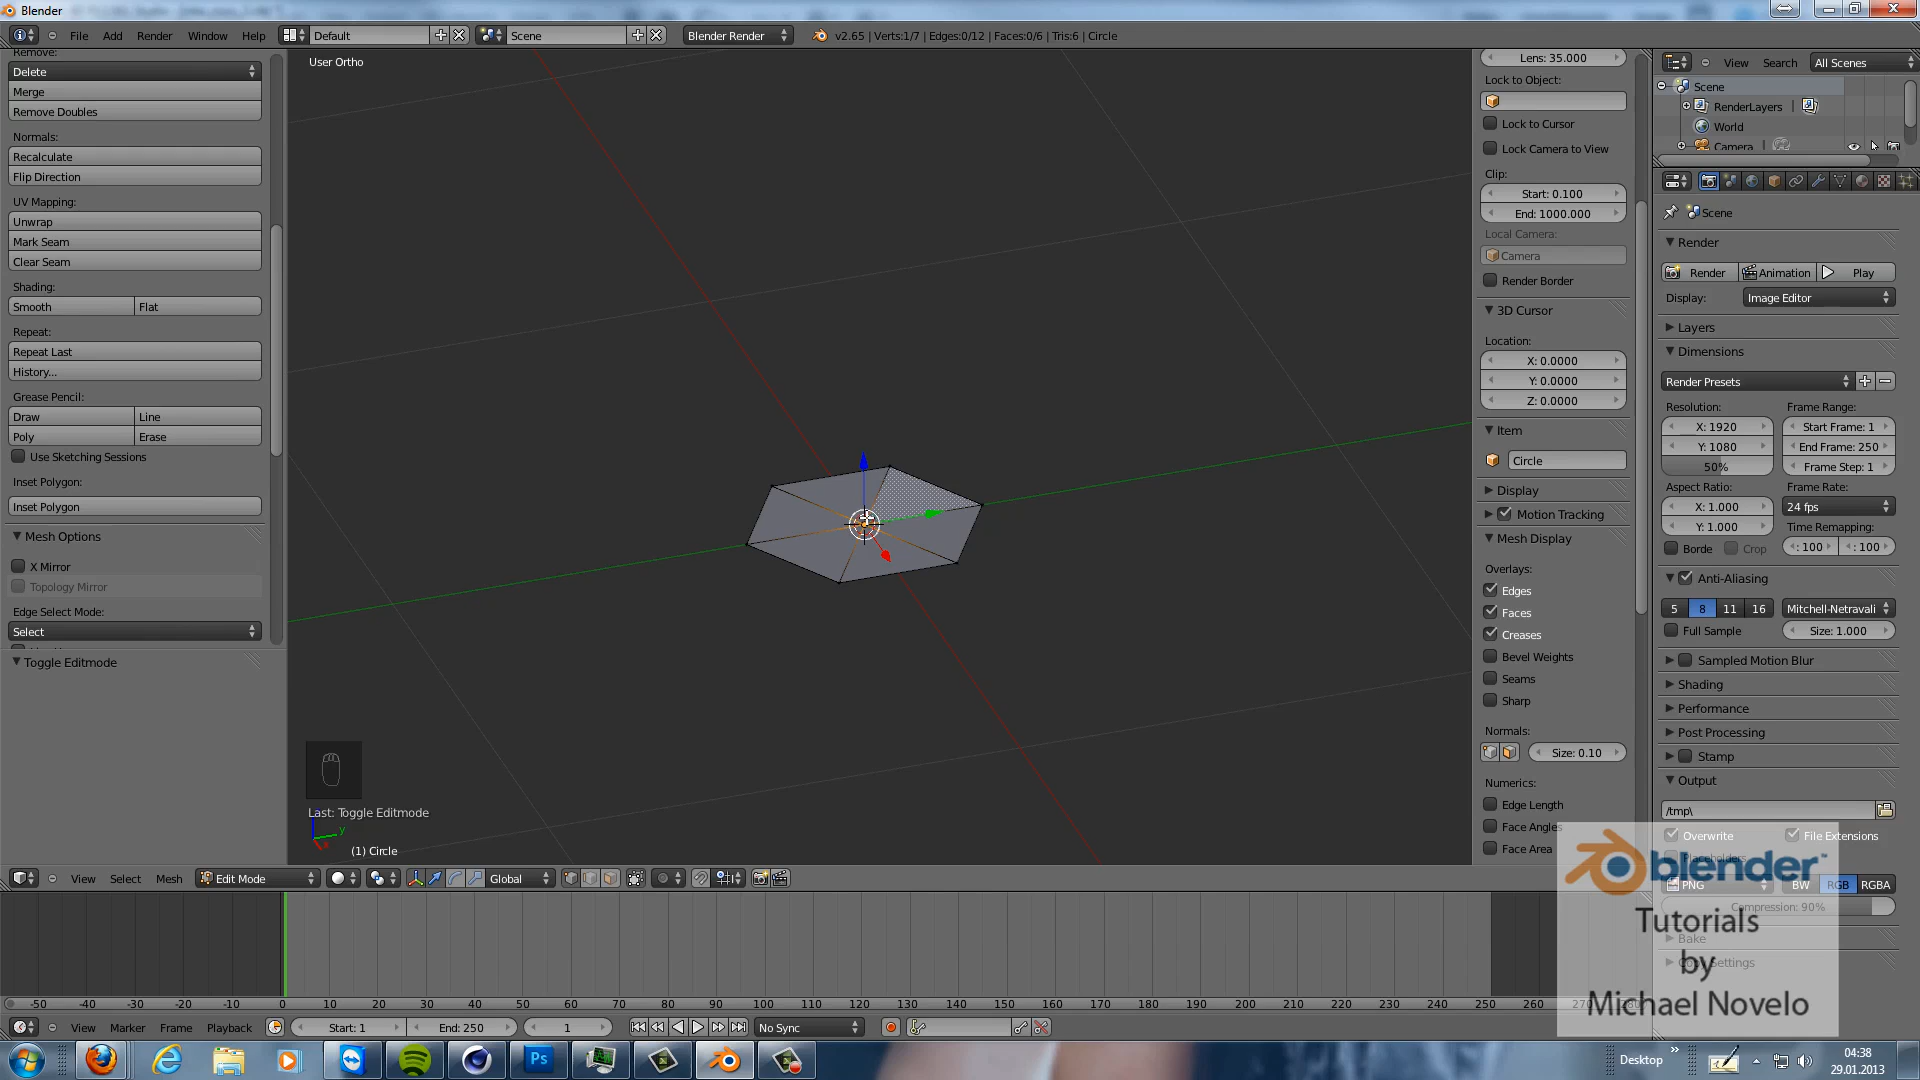 Blender
File Add Render Window Help Default Scene Blender Render v2.65 | Verts:1/7 | Edges:0/12 | Faces:0/6 | Tris:6 | Circle
Remove:
Delete
Merge
Remove Doubles
Normals:
Recalculate
Flip Direction
UV Mapping:
Unwrap
Mark Seam
Clear Seam
Shading:
Smooth Flat
Repeat:
Repeat Last
History...
Grease Pencil:
Draw Line
Poly Erase
Use Sketching Sessions
Inset Polygon:
Inset Polygon
Mesh Options
X Mirror
Topology Mirror
Edge Select Mode:
Select
Toggle Editmode
User Ortho
Last: Toggle Editmode
y
(1) Circle
Lens: 35.000
Lock to Object:
Lock to Cursor
Lock Camera to View
Clip:
Start: 0.100
End: 1000.000
Local Camera:
Camera
Render Border
3D Cursor
Location:
X: 0.0000
Y: 0.0000
Z: 0.0000
Item
Circle
Display
Motion Tracking
Mesh Display
Overlays:
Edges
Faces
Creases
Bevel Weights
Seams
Sharp
Normals:
Size: 0.10
Numerics:
Edge Length
Face Angles
Face Area
View Search All Scenes
Scene
RenderLayers |
World
Camera |
Scene
Render
Render Animation Play
Display: Image Editor
Layers
Dimensions
Render Presets
Resolution: Frame Range:
X: 1920 Start Frame: 1
Y: 1080 End Frame: 250
50% Frame Step: 1
Aspect Ratio: Frame Rate:
X: 1.000 24 fps
Y: 1.000 Time Remapping:
Borde Crop : 100 : 100
Anti-Aliasing
5 8 11 16 Mitchell-Netravali
Full Sample Size: 1.000
Sampled Motion Blur
Shading
Performance
Post Processing
Stamp
Output
/tmp\
Overwrite File Extensions
Placeholders
PNG BW RGB RGBA
Compression: 90%
Bake
Settings
blender
Tutorials
by
Michael Novelo
View Select Mesh Edit Mode Global
-50 -40 -30 -20 -10 0 10 20 30 40 50 60 70 80 90 100 110 120 130 140 150 160 170 180 190 200 210 220 230 240 250 260
View Marker Frame Playback Start: 1 End: 250 1 No Sync
Ps Desktop 04:38
29.01.2013